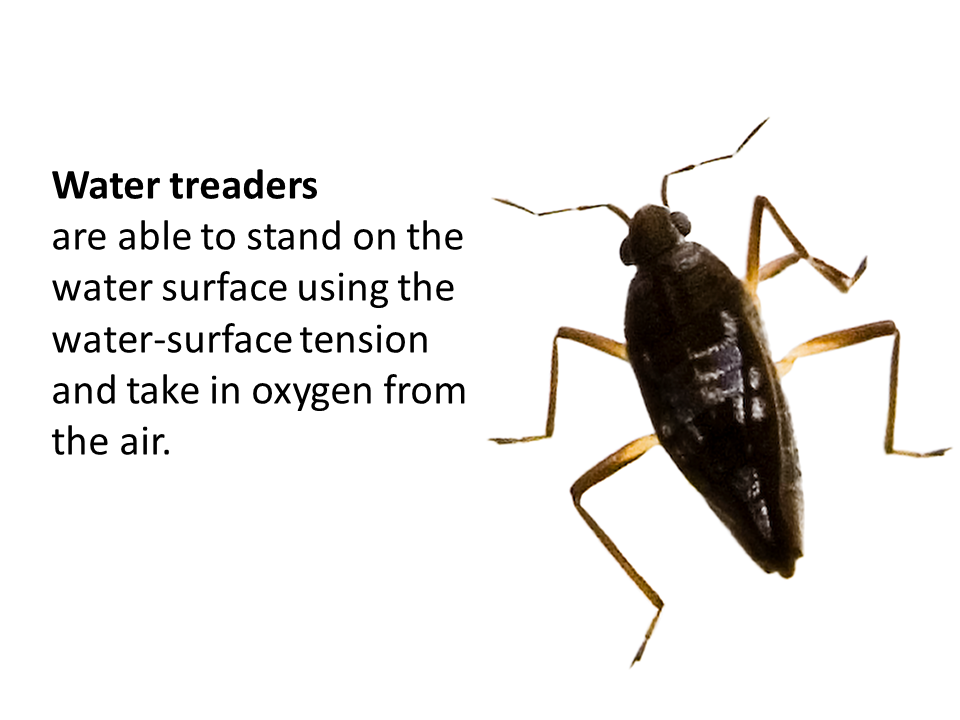 Water treaders
are able to stand on the
water surface using the
water-surface tension
and take in oxygen from
the air.